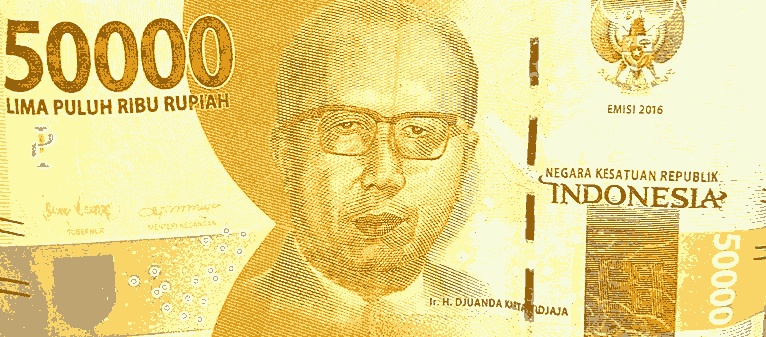 50000
LIMA PULUH RIBU RUPIAH
EMISI 2016
NEGARA KESATUAN REPUBLIK
INDONESIA
GUBERNUR
MENTERI KEUANGAN
Ir. H. DJUANDA KARTAWIDJAJA
50000